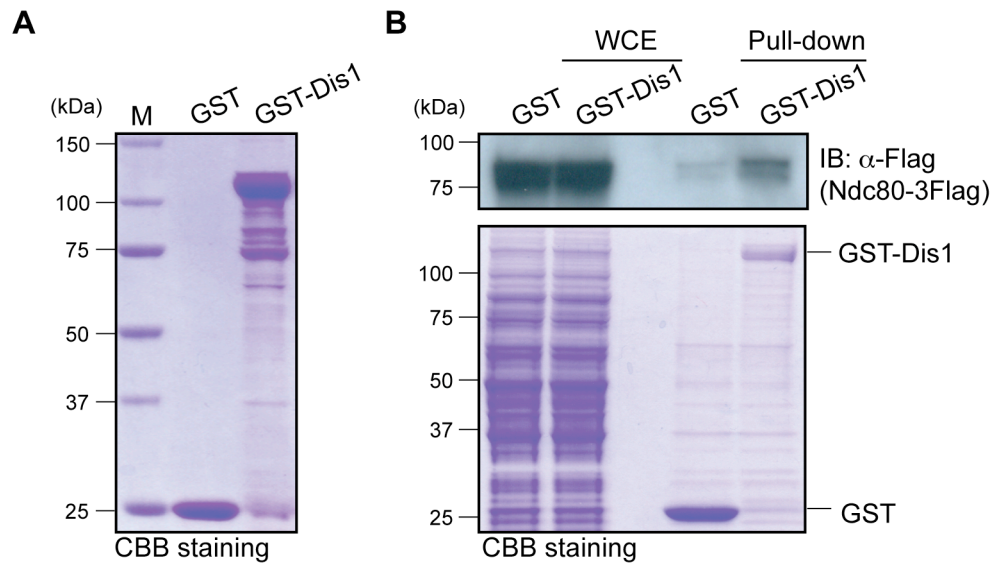 A
(kDa)
M
GST
GST-Dis1
150
100
75
50
37
25
CBB staining
B
WCE
Pull-down
(kDa)
GST
GST-Dis1
GST
GST-Dis1
100
75
IB: α-Flag
(Ndc80-3Flag)
100
75
50
37
25
GST-Dis1
GST
CBB staining